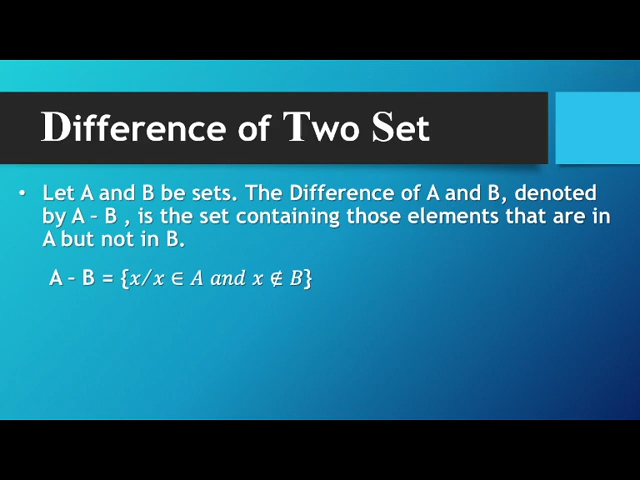 Difference of Two Set
• Let A and B be sets. The Difference of A and B, denoted
by A – B , is the set containing those elements that are in
A but not in B.
A – B = {𝑥/𝑥 ∈ 𝐴 𝑎𝑛𝑑 𝑥 ∉ 𝐵}